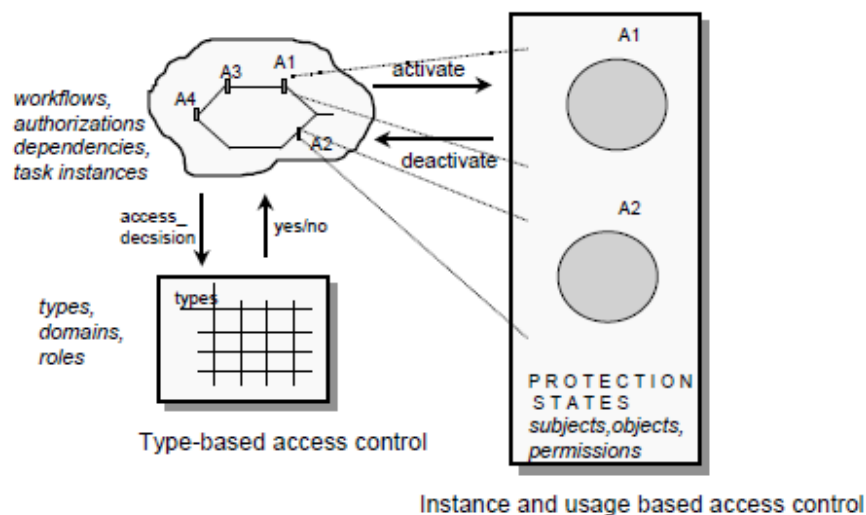 A1
A3
A4
A2
workflows,
authorizations
dependencies,
task instances
activate
deactivate
A1
A2
access_
decsision
yes/no
types
types,
domains,
roles
Type-based access control
PROTECTION
STATES
subjects,objects,
permissions
Instance and usage based access control